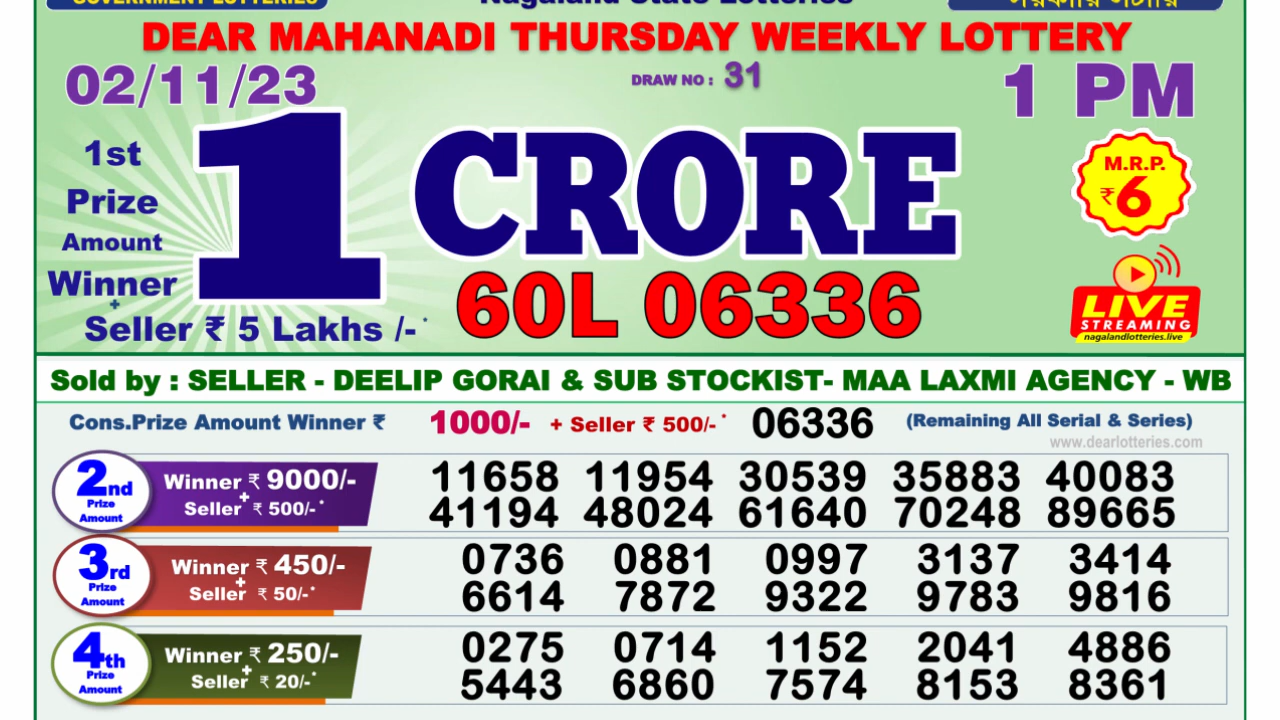 GOVERNMENT LOTTERIES
Nagaland State Lotteries
DEAR MAHANADI THURSDAY WEEKLY LOTTERY
02/11/23
DRAW NO : 31
1 PM
1st
Prize
Amount
Winner
+
Seller ₹ 5 Lakhs /-*
1 CRORE
60L 06336
M.R.P.
₹6
LIVE
STREAMING
nagalandlotteries.live
Sold by : SELLER - DEELIP GORAI & SUB STOCKIST- MAA LAXMI AGENCY - WB
Cons.Prize Amount Winner ₹ 1000/- + Seller ₹ 500/-* 06336 (Remaining All Serial & Series)
www.dearlotteries.com
2nd
Prize
Amount
Winner ₹ 9000/-
+
Seller ₹ 500/-*
11658 11954 30539 35883 40083
41194 48024 61640 70248 89665
3rd
Prize
Amount
Winner ₹ 450/-
+
Seller ₹ 50/-*
0736 0881 0997 3137 3414
6614 7872 9322 9783 9816
4th
Prize
Amount
Winner ₹ 250/-
+
Seller ₹ 20/-*
0275 0714 1152 2041 4886
5443 6860 7574 8153 8361